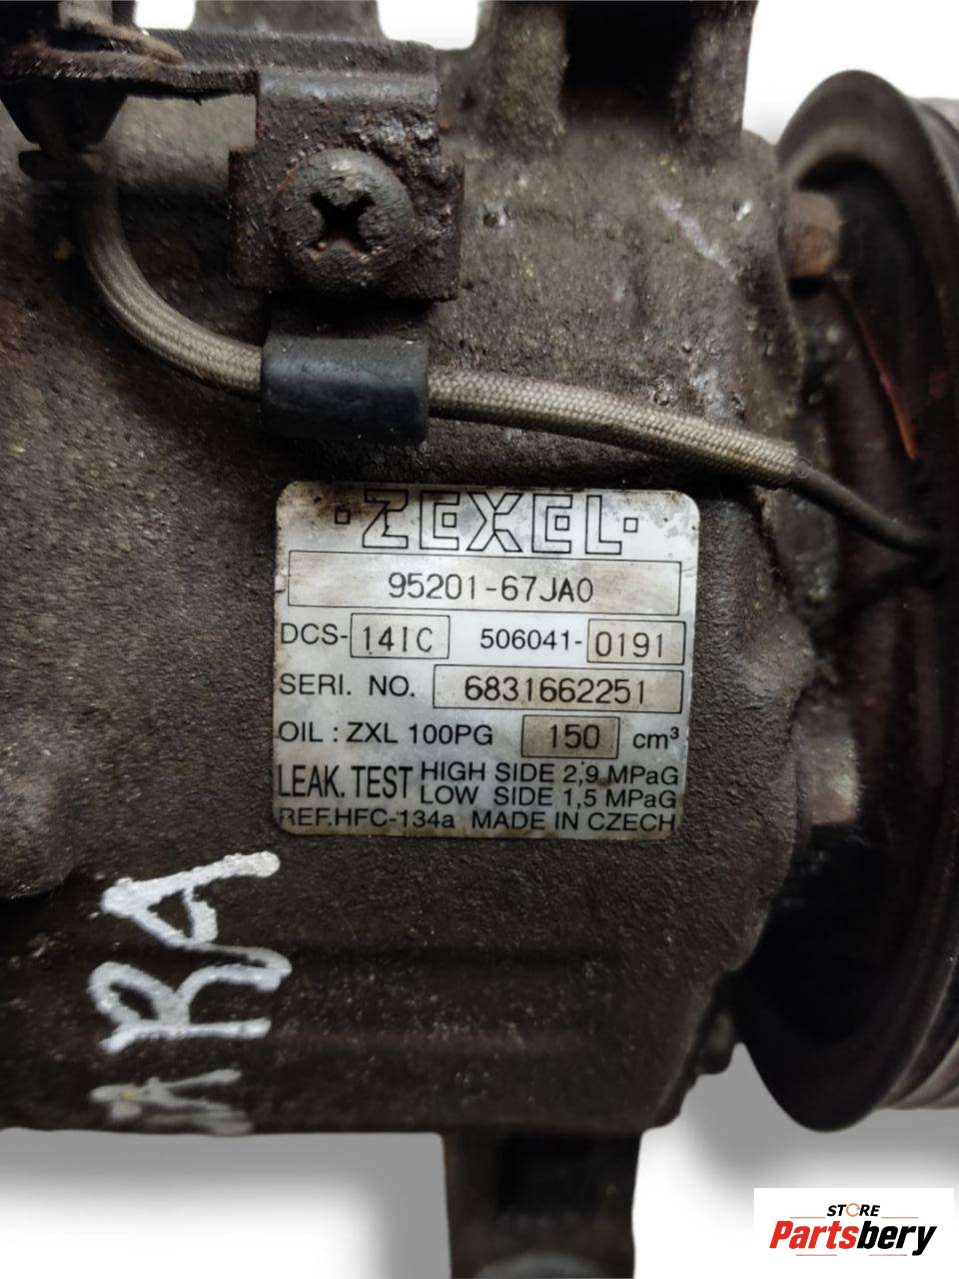 ·ZEXEL·
95201-67JA0
DCS-14IC 506041-0191
SERI. NO. 6831662251
OIL : ZXL 100PG 150 cm³
LEAK. TEST HIGH SIDE 2,9 MPaG
LOW SIDE 1,5 MPaG
REF.HFC-134a MADE IN CZECH
STORE
Partsbery